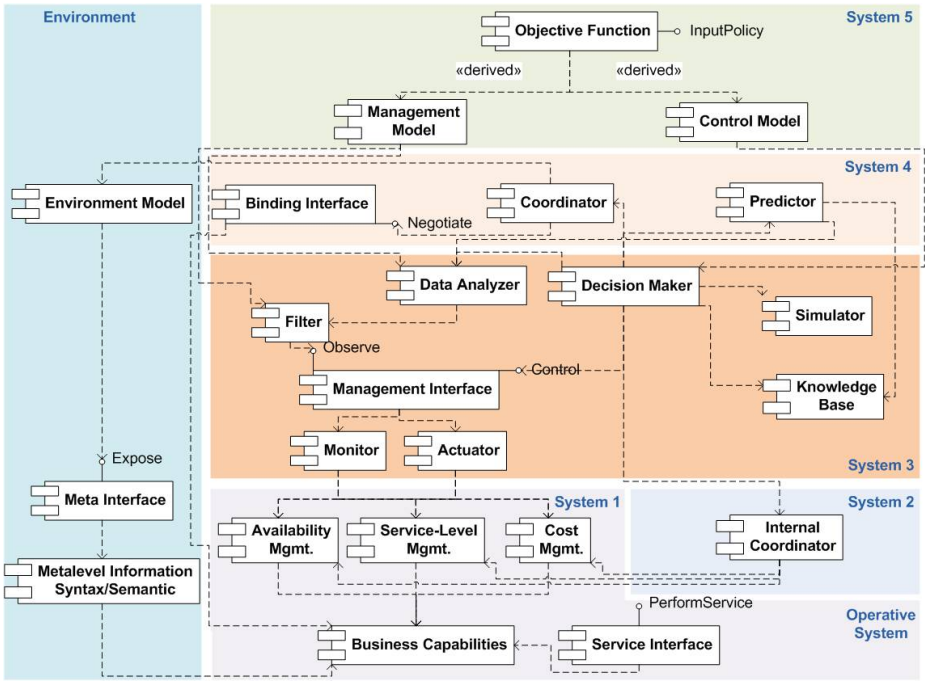 Environment
System 5
Objective Function
InputPolicy
«derived»
«derived»
Management
Model
Control Model
System 4
Environment Model
Binding Interface
Coordinator
Predictor
Negotiate
Data Analyzer
Decision Maker
Simulator
Filter
Observe
Control
Management Interface
Knowledge
Base
Monitor
Actuator
Expose
System 3
Meta Interface
System 1
System 2
Availability
Mgmt.
Service-Level
Mgmt.
Cost
Mgmt.
Internal
Coordinator
Metalevel Information
Syntax/Semantic
PerformService
Operative
System
Business Capabilities
Service Interface